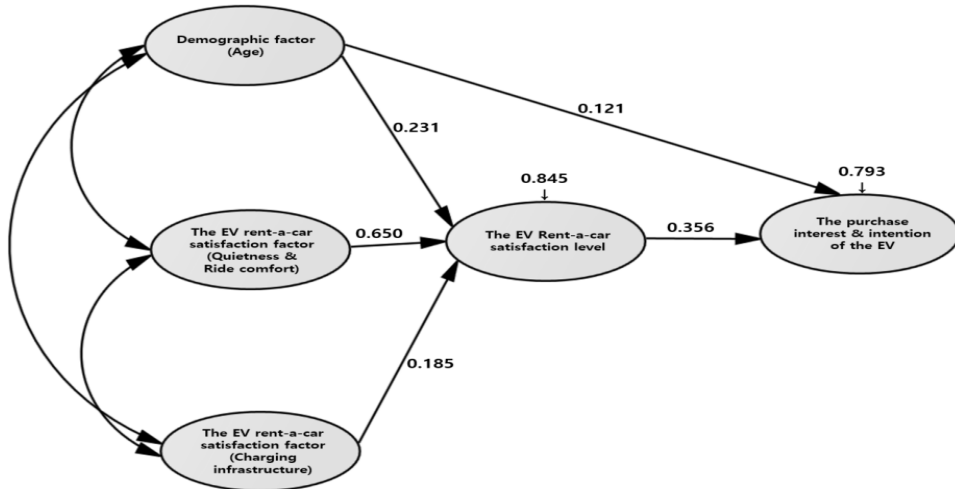 Demographic factor
(Age)
0.121
0.231
0.845
↓
0.793
↓
The EV rent-a-car
satisfaction factor
(Quietness &
Ride comfort)
0.650
The EV Rent-a-car
satisfaction level
0.356
The purchase
interest & intention
of the EV
0.185
The EV rent-a-car
satisfaction factor
(Charging
infrastructure)